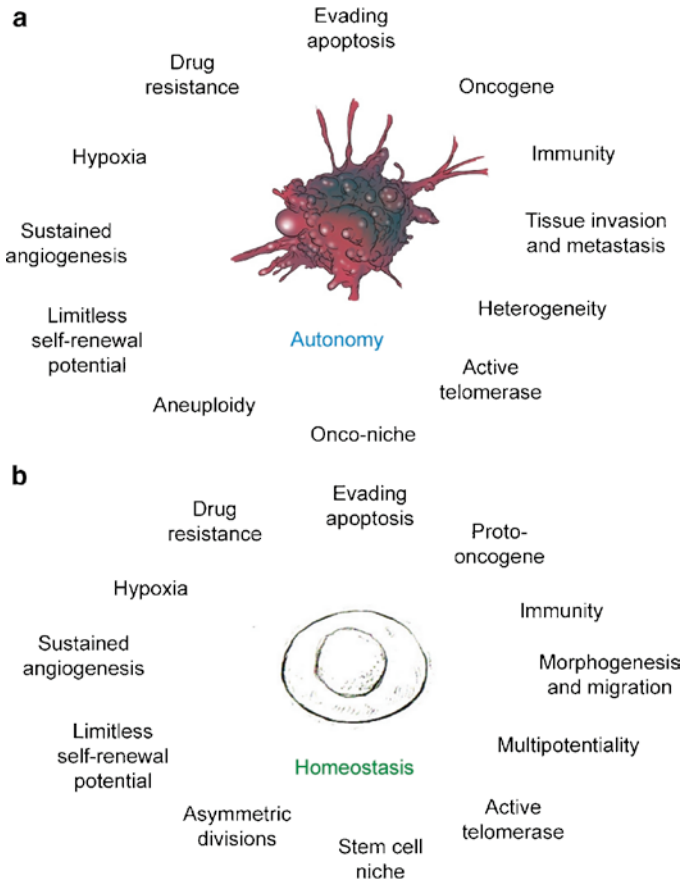 a
Evading
apoptosis
Drug
resistance
Oncogene
Hypoxia
Immunity
Sustained
angiogenesis
Tissue invasion
and metastasis
Limitless
self-renewal
potential
Heterogeneity
Autonomy
Active
telomerase
Aneuploidy
Onco-niche
b
Evading
apoptosis
Drug
resistance
Proto-
oncogene
Hypoxia
Immunity
Sustained
angiogenesis
Morphogenesis
and migration
Limitless
self-renewal
potential
Multipotentiality
Homeostasis
Asymmetric
divisions
Active
telomerase
Stem cell
niche